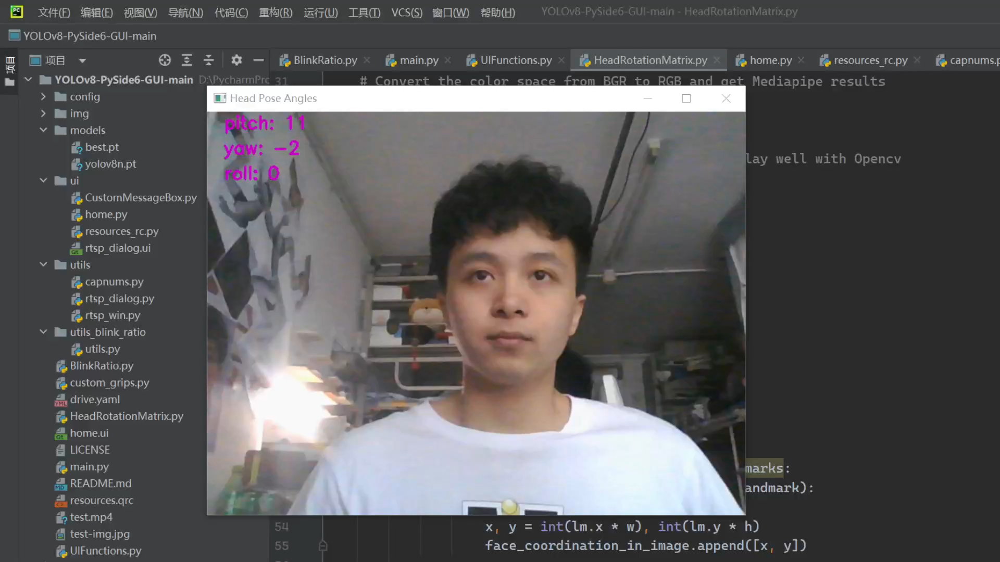 PC 文件(F) 编辑(E) 视图(V) 导航(N) 代码(C) 重构(R) 运行(U) 工具(T) VCS(S) 窗口(W) 帮助(H) YOLOv8-PySide6-GUI-main - HeadRotationMatrix.py
YOLOv8-PySide6-GUI-main
项目
项目
BlinkRatio.py main.py UIFunctions.py HeadRotationMatrix.py home.py resources_rc.py capnums.p
YOLOv8-PySide6-GUI-main D:\PycharmPro
config
img
models
best.pt
yolov8n.pt
ui
CustomMessageBox.py
home.py
resources_rc.py
rtsp_dialog.ui
utils
capnums.py
rtsp_dialog.py
rtsp_win.py
utils_blink_ratio
utils.py
BlinkRatio.py
custom_grips.py
drive.yaml
HeadRotationMatrix.py
home.ui
LICENSE
main.py
README.md
resources.qrc
test.mp4
test-img.jpg
UIFunctions.py
31 # Convert the color space from BGR to RGB and get Mediapipe results
Head Pose Angles
pitch: 11
yaw: -2
roll: 0
lay well with Opencv
marks:
andmark):
54 x, y = int(lm.x * w), int(lm.y * h)
55 face_coordination_in_image.append([x, y])